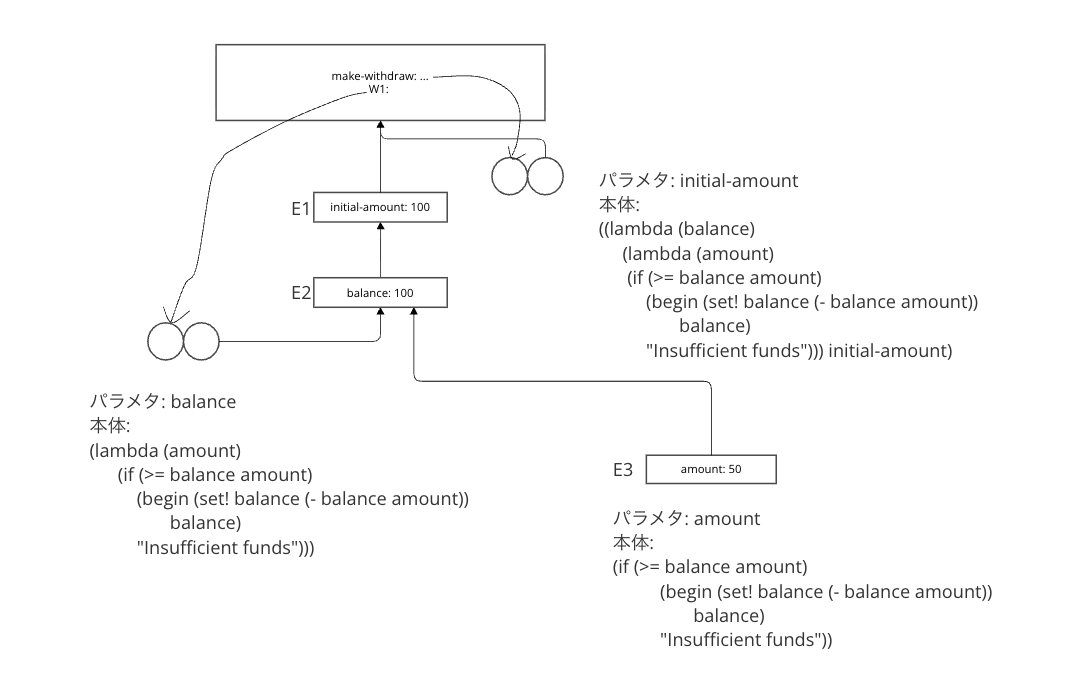 make-withdraw: ...
W1:
E1
initial-amount: 100
E2
balance: 100
パラメタ: initial-amount
本体:
((lambda (balance)
(lambda (amount)
(if (>= balance amount)
(begin (set! balance (- balance amount))
balance)
"Insufficient funds"))) initial-amount)
パラメタ: balance
本体:
(lambda (amount)
(if (>= balance amount)
(begin (set! balance (- balance amount))
balance)
"Insufficient funds")))
E3
amount: 50
パラメタ: amount
本体:
(if (>= balance amount)
(begin (set! balance (- balance amount))
balance)
"Insufficient funds"))